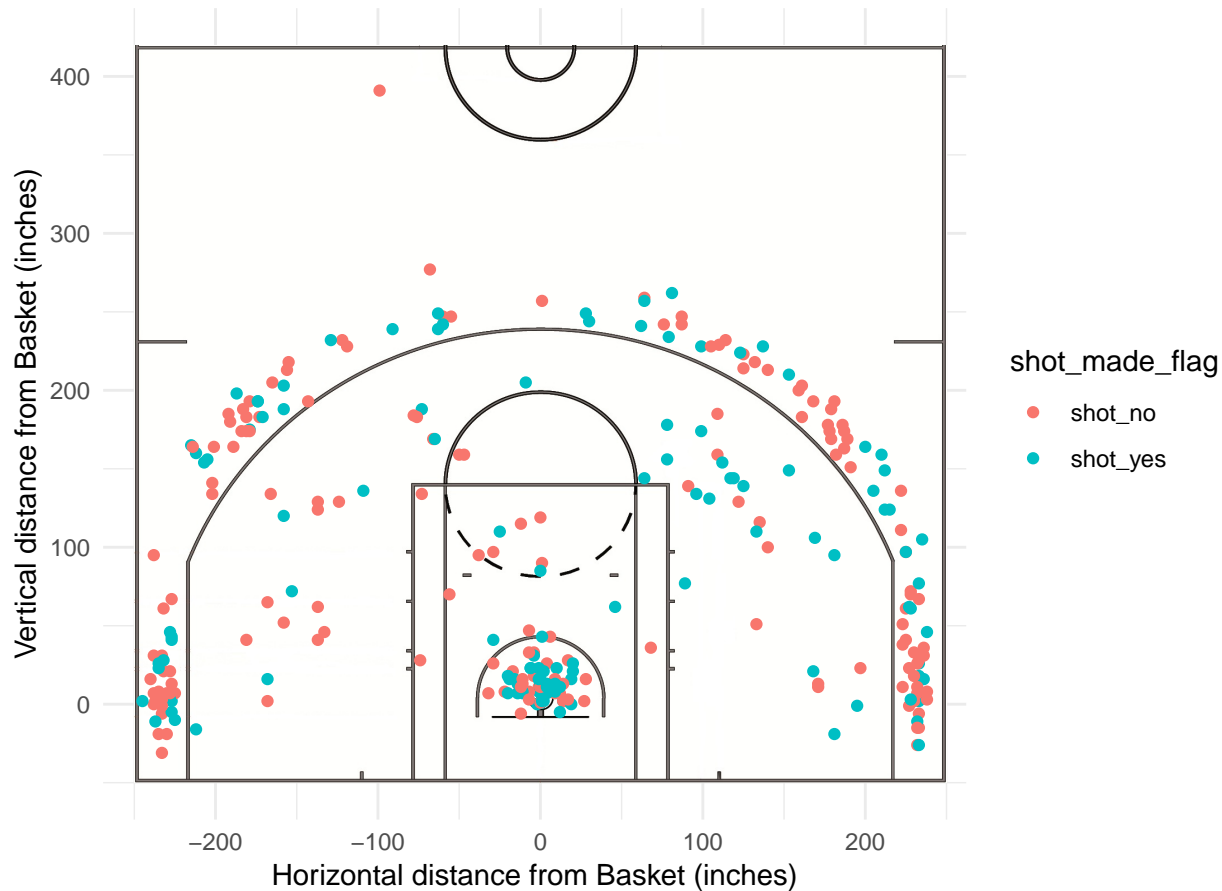 400
300
200
100
0
−200
−100
0
100
200
Horizontal distance from Basket (inches)
Vertical distance from Basket (inches)
shot_made_flag
shot_no
shot_yes